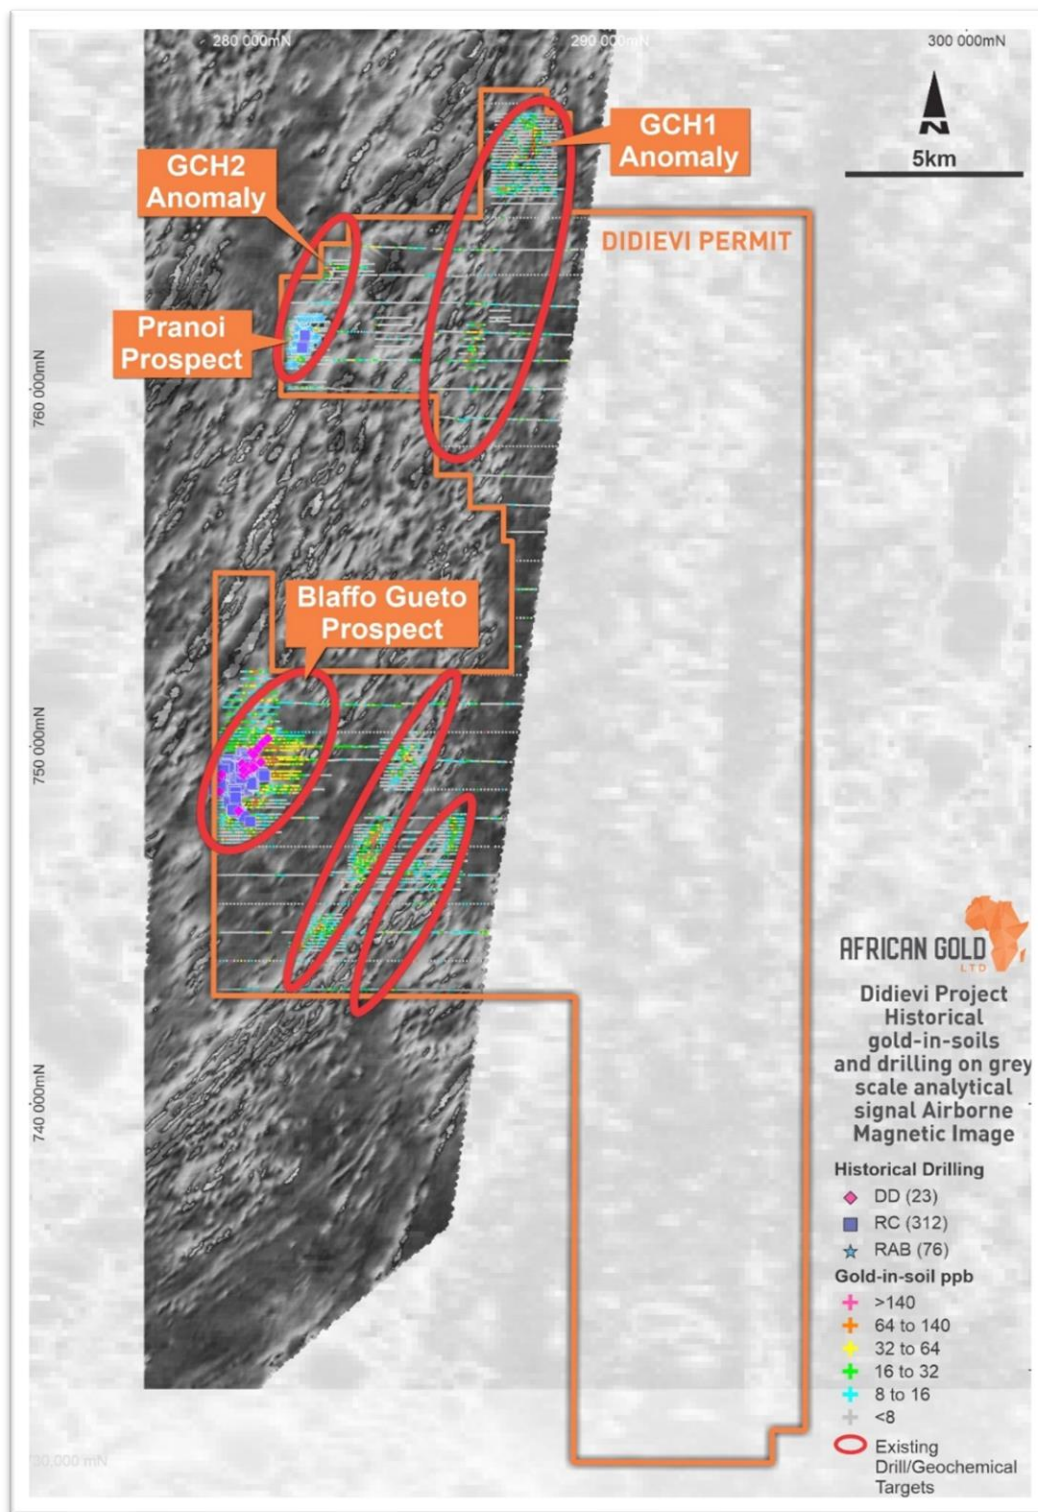 280 000mN
290 000mN
300 000mN
GCH1
Anomaly
N
5km
GCH2
Anomaly
DIDIEVI PERMIT
Pranoi
Prospect
760 000mN
Blaffo Gueto
Prospect
750 000mN
AFRICAN GOLD
LTD
Didievi Project
Historical
gold-in-soils
and drilling on grey
scale analytical
signal Airborne
Magnetic Image
740 000mN
Historical Drilling
DD (23)
RC (312)
RAB (76)
Gold-in-soil ppb
>140
64 to 140
32 to 64
16 to 32
8 to 16
<8
Existing
Drill/Geochemical
Targets
730,000 mN